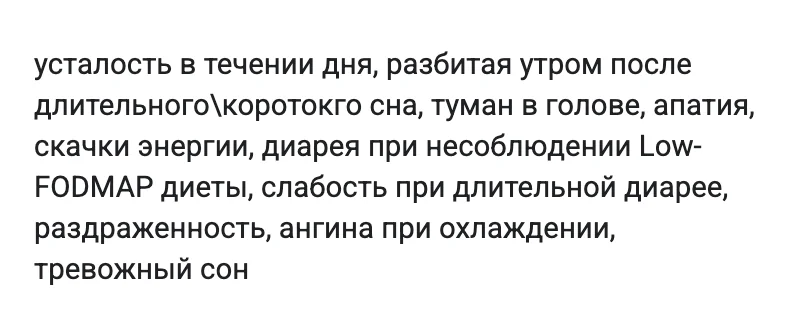 усталость в течении дня, разбитая утром после
длительного\коротокго сна, туман в голове, апатия,
скачки энергии, диарея при несоблюдении Low-
FODMAP диеты, слабость при длительной диарее,
раздраженность, ангина при охлаждении,
тревожный сон